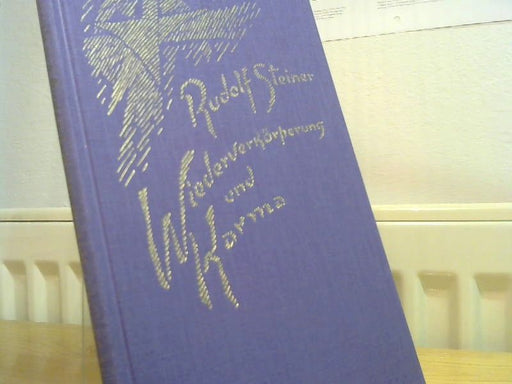 Rudolf Steiner
Wiederverkörperung
und
Karma